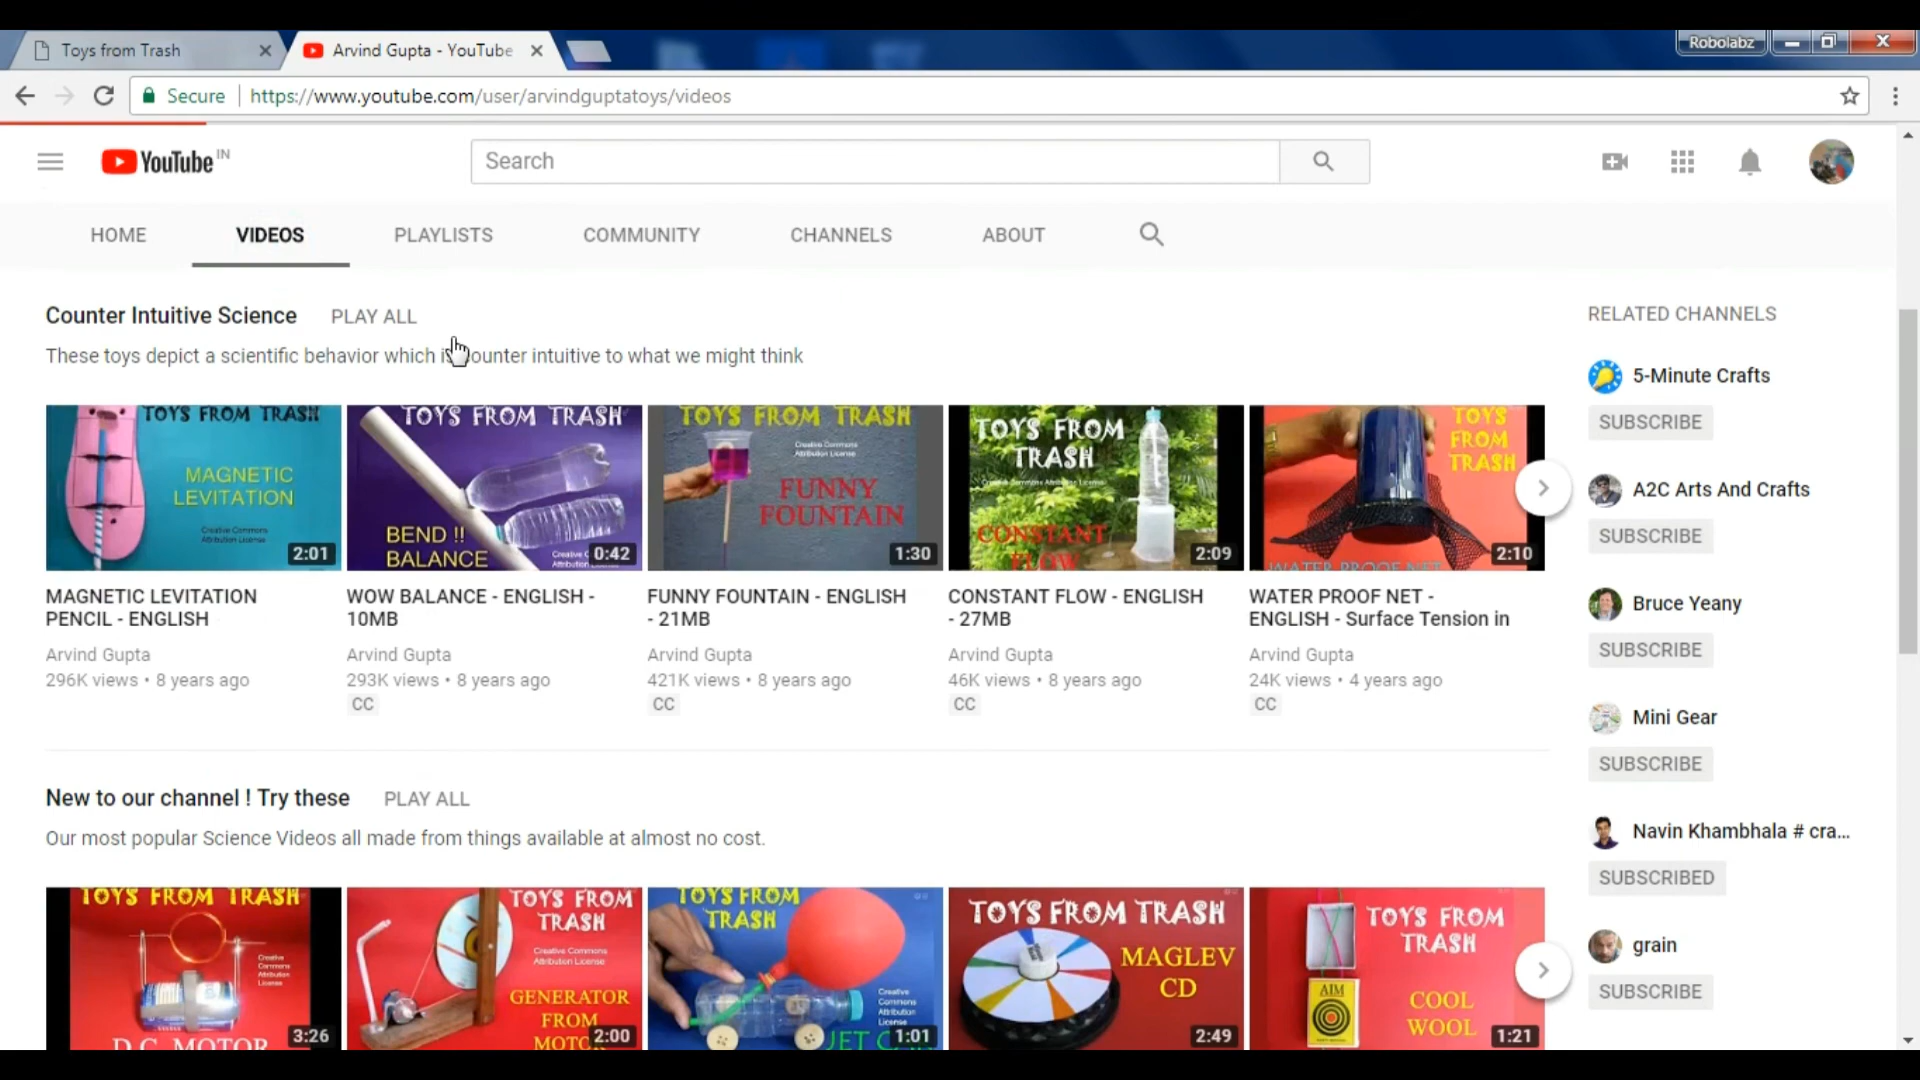 Toys from Trash
Arvind Gupta - YouTube
Robolabz
Secure
https://www.youtube.com/user/arvindguptatoys/videos
YouTube IN
Search
HOME
VIDEOS
PLAYLISTS
COMMUNITY
CHANNELS
ABOUT
Counter Intuitive Science
PLAY ALL
These toys depict a scientific behavior which is counter intuitive to what we might think
TOYS FROM TRASH
MAGNETIC
LEVITATION
Creative Commons
Attribution License
2:01
TOYS FROM TRASH
BEND !!
BALANCE
0:42
TOYS FROM TRASH
Creative Commons
Attribution License
FUNNY
FOUNTAIN
1:30
TOYS FROM
TRASH
Creative Commons Attribution License
CONSTANT
FLOW
2:09
TOYS
FROM
TRASH
WATER PROOF NET
2:10
MAGNETIC LEVITATION
PENCIL - ENGLISH
Arvind Gupta
296K views • 8 years ago
WOW BALANCE - ENGLISH -
10MB
Arvind Gupta
293K views • 8 years ago
CC
FUNNY FOUNTAIN - ENGLISH
- 21MB
Arvind Gupta
421K views • 8 years ago
CC
CONSTANT FLOW - ENGLISH
- 27MB
Arvind Gupta
46K views • 8 years ago
CC
WATER PROOF NET -
ENGLISH - Surface Tension in
Arvind Gupta
24K views • 4 years ago
CC
New to our channel ! Try these
PLAY ALL
Our most popular Science Videos all made from things available at almost no cost.
TOYS FROM TRASH
Creative
Commons
Attribution
License
D.C. MOTOR
3:26
TOYS FROM
TRASH
Creative Commons
Attribution License
GENERATOR
FROM
MOTOR
2:00
TOYS FROM
TRASH
Creative
Commons
Attribution
License
JET
1:01
TOYS FROM TRASH
MAGLEV
CD
2:49
TOYS FROM
TRASH
AIM
COOL
WOOL
1:21
RELATED CHANNELS
5-Minute Crafts
SUBSCRIBE
A2C Arts And Crafts
SUBSCRIBE
Bruce Yeany
SUBSCRIBE
Mini Gear
SUBSCRIBE
Navin Khambhala # cra...
SUBSCRIBED
grain
SUBSCRIBE